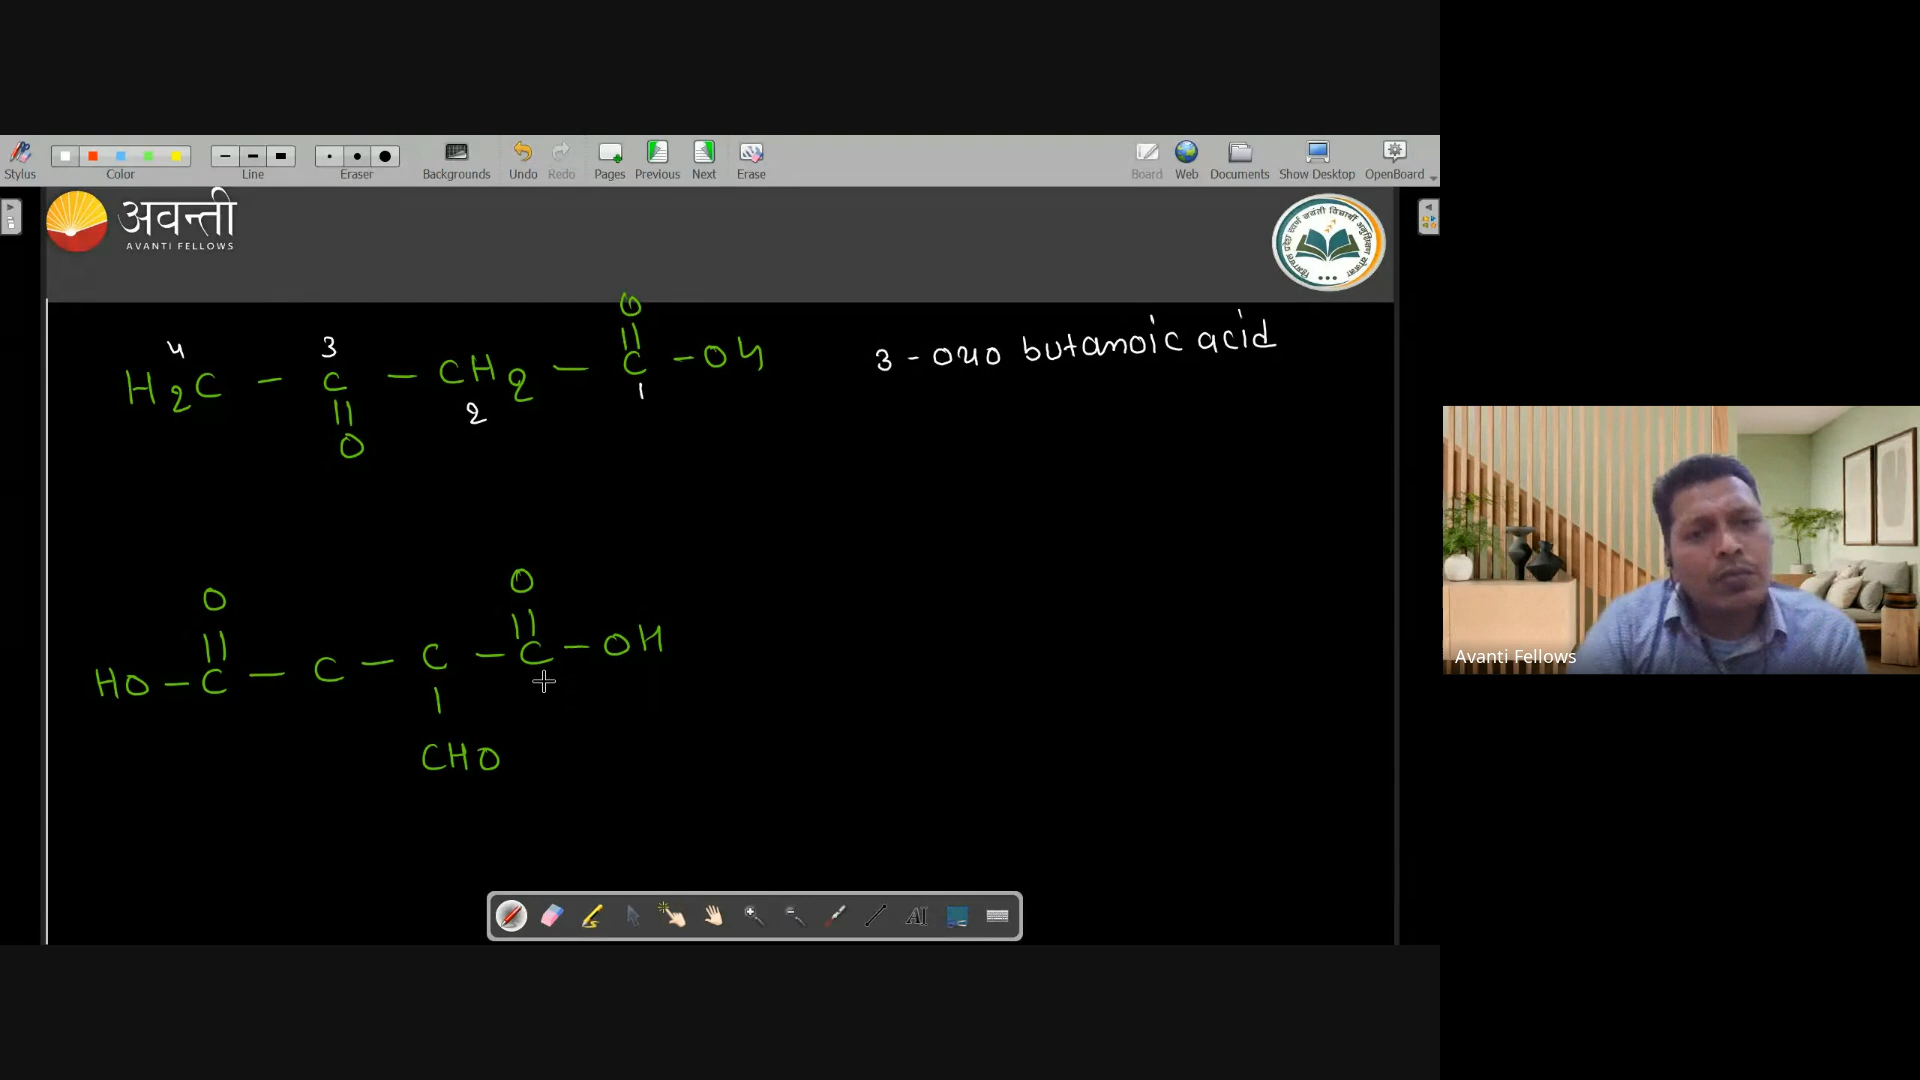 Stylus Color Line Eraser Backgrounds Undo Redo Pages Previous Next Erase Board Web Documents Show Desktop OpenBoard
अवन्ती
AVANTI FELLOWS
O
4 3 || 3 - oxo butanoic acid
H2C - C - CH2 - C - OH
|| 2 1
O
O O
|| ||
HO - C - C - C - C - OH
|
CHO
Avanti Fellows